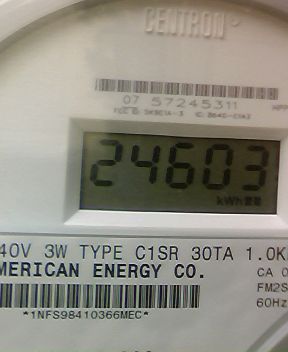 CENTRON
07 57245311
24603
kWh
40V 3W TYPE C1SR 30TA 1.0K
MERICAN ENERGY CO.
CA 0
FM2S
60Hz
*1NFS98410366MEC*